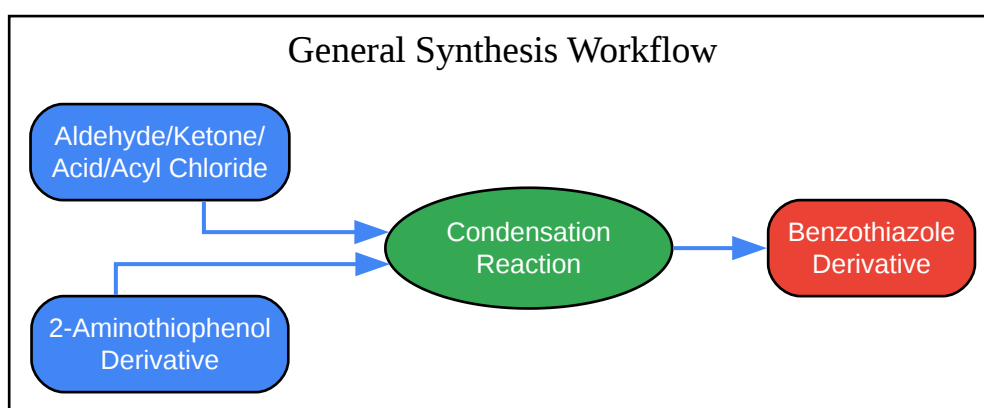 General Synthesis Workflow
Aldehyde/Ketone/
Acid/Acyl Chloride
Condensation
Reaction
Benzothiazole
Derivative
2-Aminothiophenol
Derivative